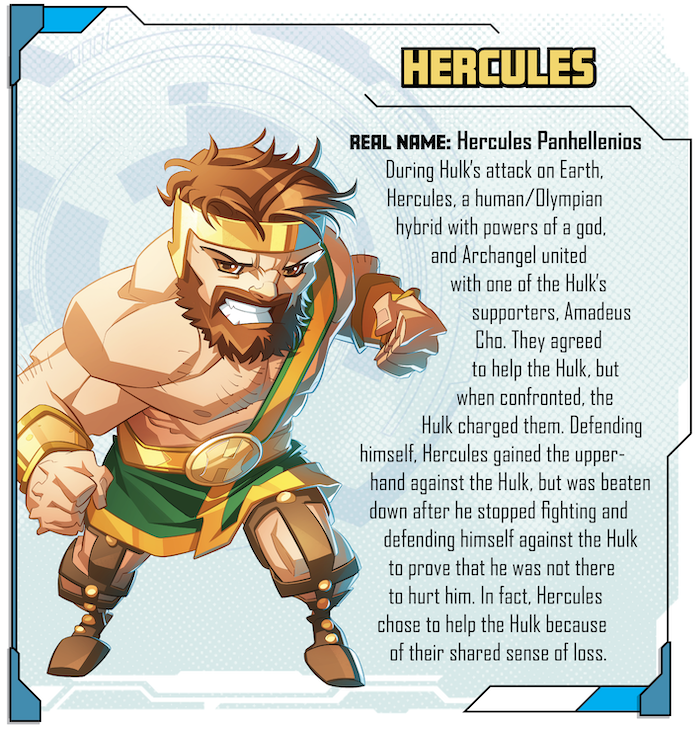 HERCULES
REAL NAME: Hercules Panhellenios
During Hulk's attack on Earth,
Hercules, a human/Olympian
hybrid with powers of a god,
and Archangel united
with one of the Hulk's
supporters, Amadeus
Cho. They agreed
to help the Hulk, but
when confronted, the
Hulk charged them. Defending
himself, Hercules gained the upper-
hand against the Hulk, but was beaten
down after he stopped fighting and
defending himself against the Hulk
to prove that he was not there
to hurt him. In fact, Hercules
chose to help the Hulk because
of their shared sense of loss.
H